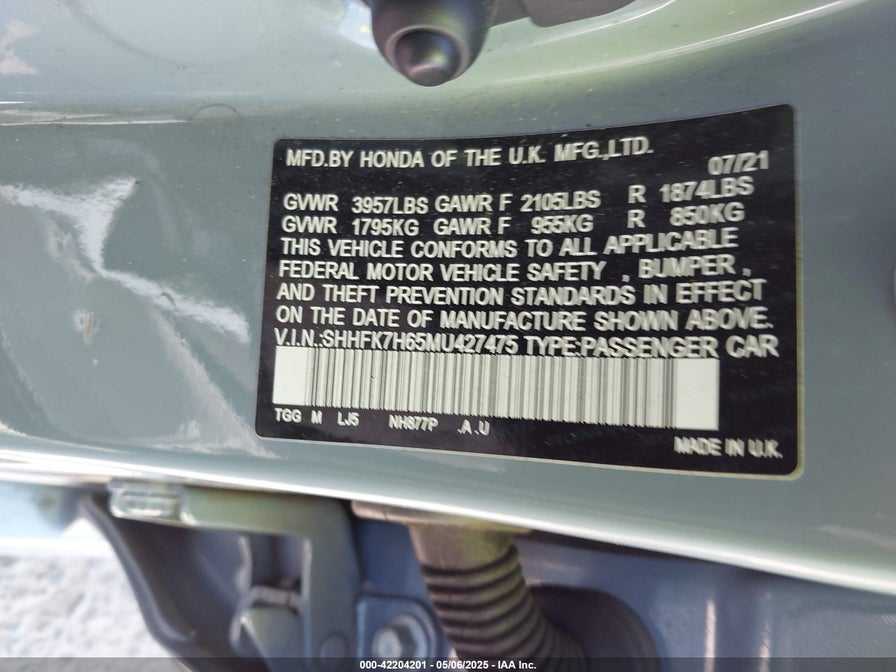 MFD.BY HONDA OF THE U.K. MFG.,LTD. 07/21
GVWR 3957LBS GAWR F 2105LBS R 1874LBS
GVWR 1795KG GAWR F 955KG R 850KG
THIS VEHICLE CONFORMS TO ALL APPLICABLE
FEDERAL MOTOR VEHICLE SAFETY , BUMPER ,
AND THEFT PREVENTION STANDARDS IN EFFECT
ON THE DATE OF MANUFACTURE SHOWN ABOVE.
V.I.N.:SHHFK7H65MU427475 TYPE:PASSENGER CAR
TGG M LJ5 NH877P .A .U
MADE IN U.K.
000-42204201 - 05/06/2025 - IAA Inc.